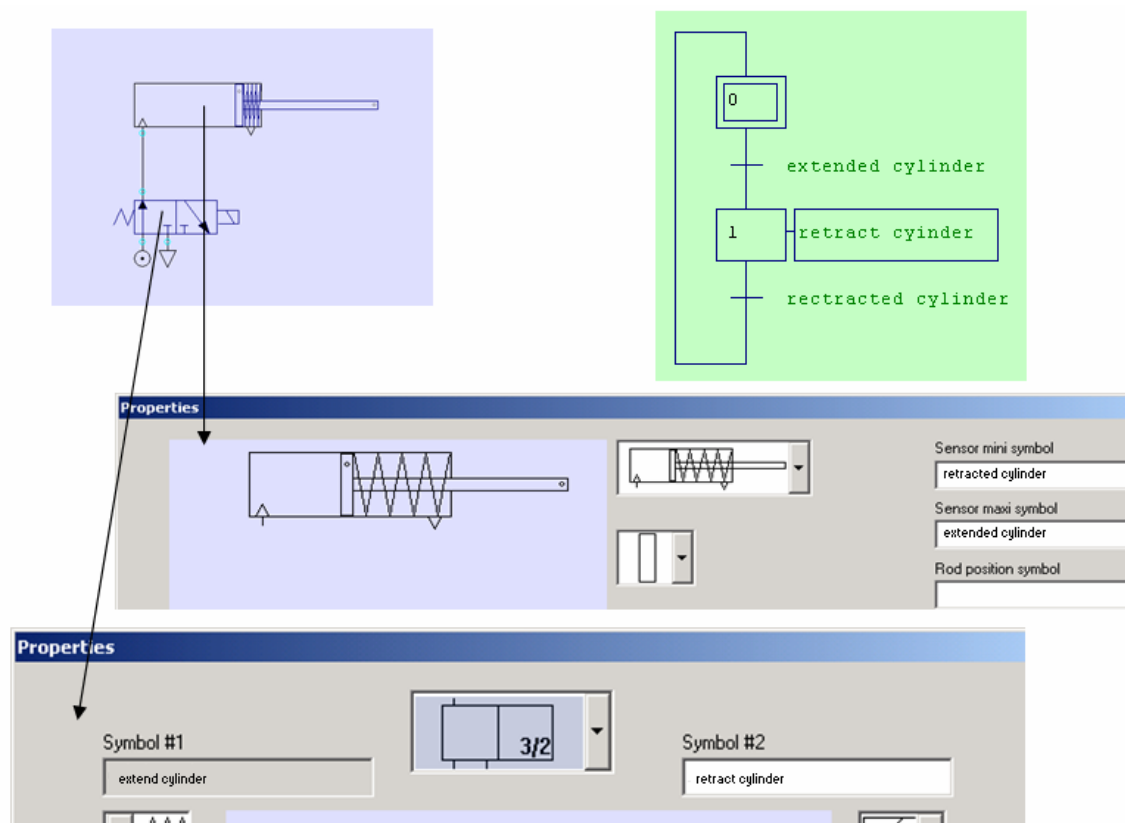 0
extended cylinder
1
retract cyinder
rectracted cylinder
Properties
Sensor mini symbol
retracted cylinder
Sensor maxi symbol
extended cylinder
Rod position symbol
Properties
Symbol #1
3/2
Symbol #2
extend cylinder
retract cylinder